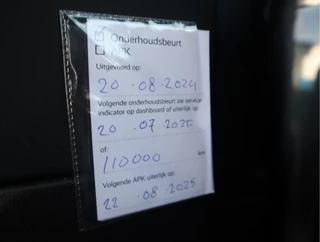 Onderhoudsbeurt
APK
Uitgevoerd op:
20 .08 .2024
Volgende onderhoudsbeurt zie service
indicator op dashboard of uiterlijk op:
20 .07 2025
of:
110000 km
Volgende APK uiterlijk op:
22 .08 .2025